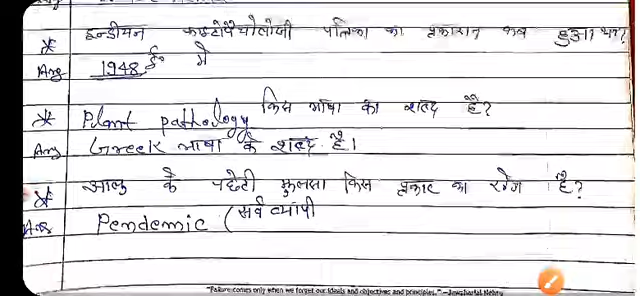 * इन्डीयन फाइटोपैथोलोजी पत्रिका का प्रकाशन कब हुआ था?
Ans 1948 ई० में
* Plant pathology किस भाषा का शब्द है?
Ans Greek भाषा के शब्द है।
* आलु के पछेती झुलसा किस प्रकार का रोग है?
Ans Pendemic (सर्व व्यापी
"Failure comes only when we forget our ideals and objectives and principles." —Jawaharlal Nehru